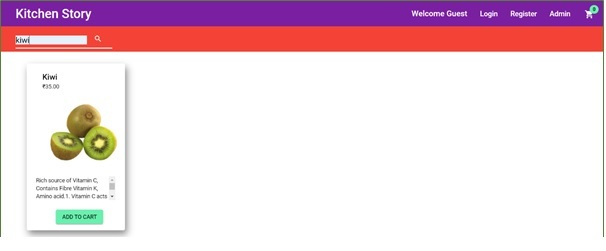 Kitchen Story
Welcome Guest Login Register Admin 0
kiwi
Kiwi
₹35.00
Rich source of Vitamin C,
Contains Fibre Vitamin K,
Amino acid.1. Vitamin C acts
ADD TO CART